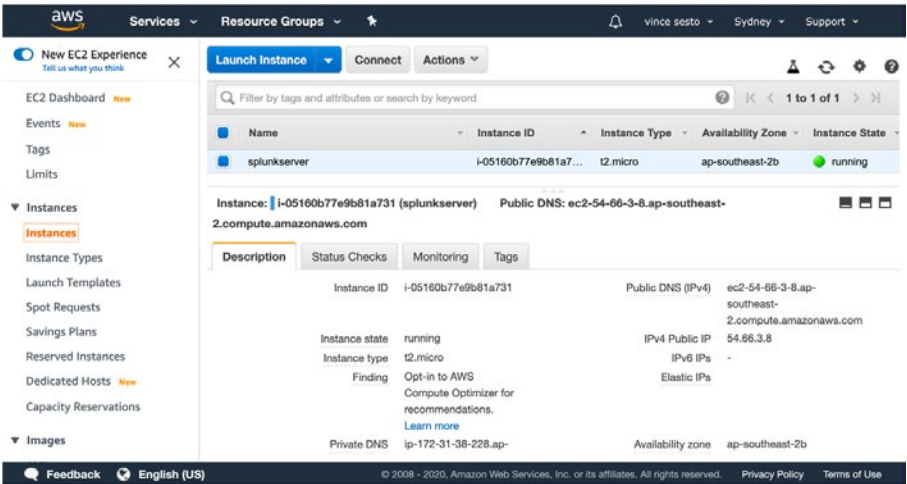 aws Services Resource Groups vince sesto Sydney Support
New EC2 Experience
Tell us what you think
EC2 Dashboard New
Events New
Tags
Limits
Instances
Instances
Instance Types
Launch Templates
Spot Requests
Savings Plans
Reserved Instances
Dedicated Hosts New
Capacity Reservations
Images
Launch Instance Connect Actions
Filter by tags and attributes or search by keyword 1 to 1 of 1
Name Instance ID Instance Type Availability Zone Instance State
splunkserver i-05160b77e9b81a7... t2.micro ap-southeast-2b running
Instance: i-05160b77e9b81a731 (splunkserver) Public DNS: ec2-54-66-3-8.ap-southeast-
2.compute.amazonaws.com
Description Status Checks Monitoring Tags
Instance ID i-05160b77e9b81a731 Public DNS (IPv4) ec2-54-66-3-8.ap-
southeast-
2.compute.amazonaws.com
Instance state running IPv4 Public IP 54.66.3.8
Instance type t2.micro IPv6 IPs -
Finding Opt-in to AWS Elastic IPs
Compute Optimizer for
recommendations.
Learn more
Private DNS ip-172-31-38-228.ap- Availability zone ap-southeast-2b
Feedback English (US) © 2008 - 2020, Amazon Web Services, Inc. or its affiliates. All rights reserved. Privacy Policy Terms of Use